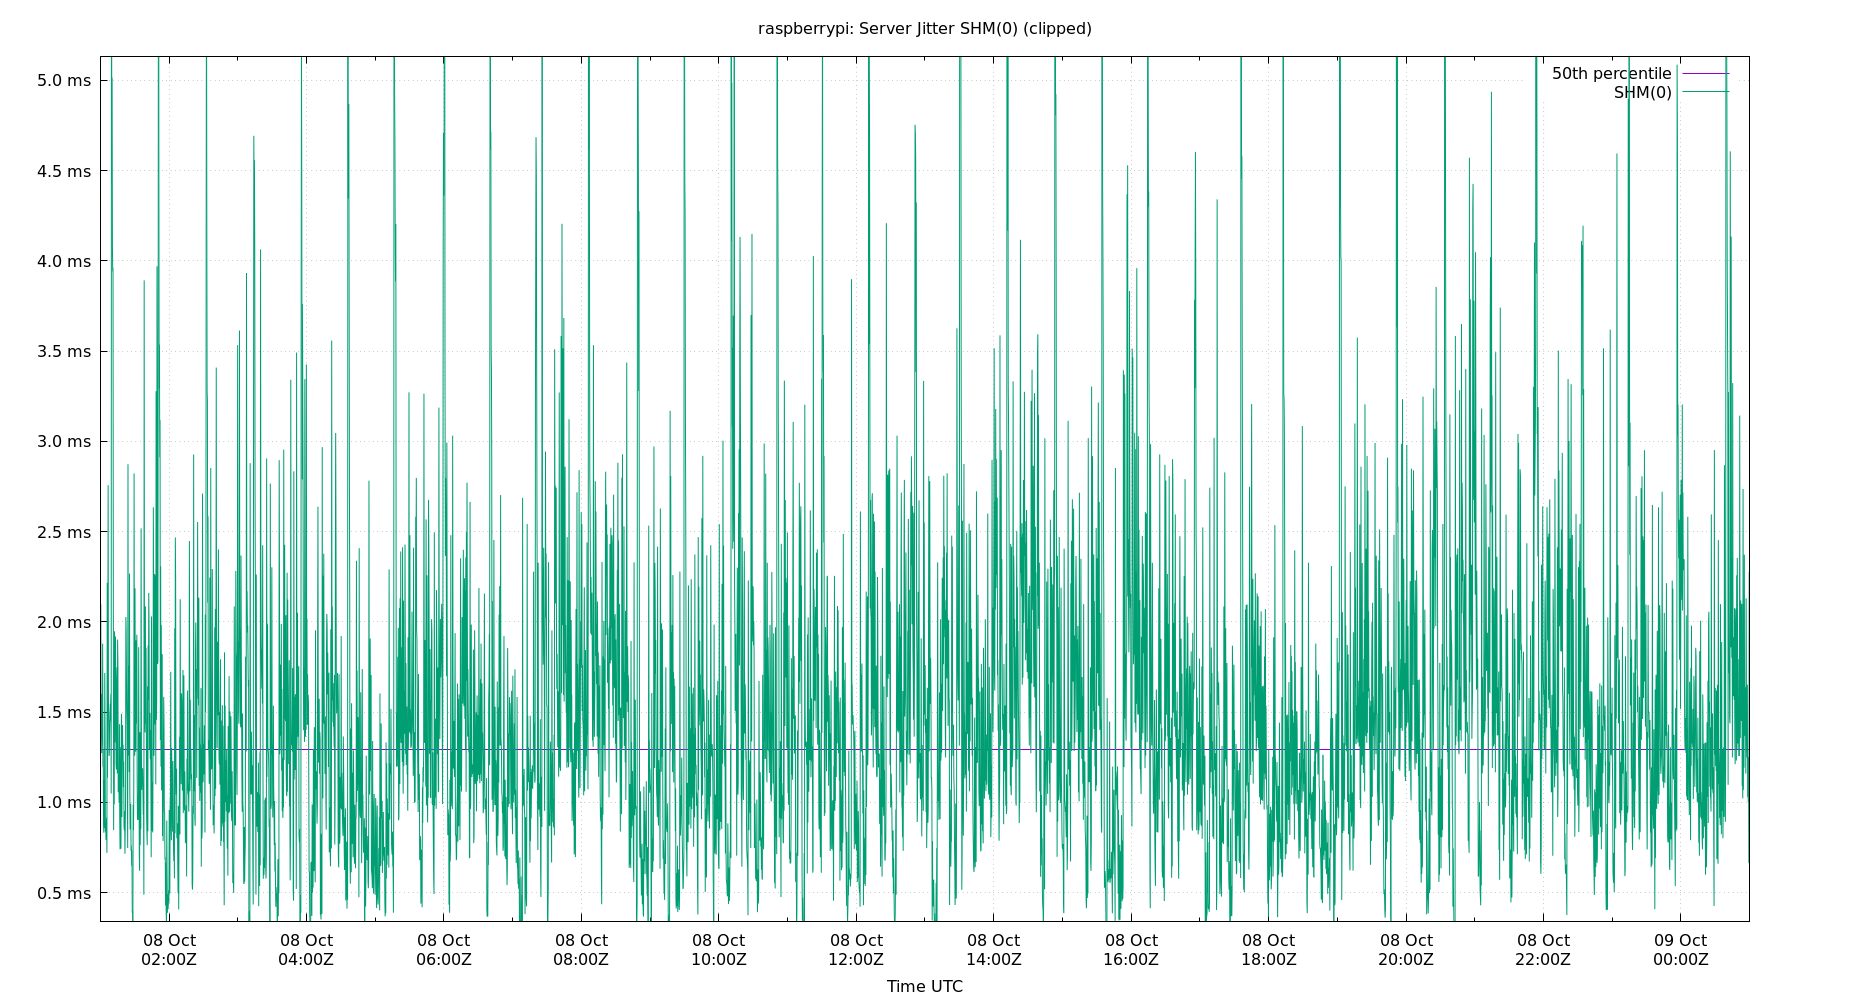 raspberrypi: Server Jitter SHM(0) (clipped)
50th percentile
SHM(0)
5.0 ms
4.5 ms
4.0 ms
3.5 ms
3.0 ms
2.5 ms
2.0 ms
1.5 ms
1.0 ms
0.5 ms
08 Oct 08 Oct 08 Oct 08 Oct 08 Oct 08 Oct 08 Oct 08 Oct 08 Oct 08 Oct 08 Oct 09 Oct
02:00Z 04:00Z 06:00Z 08:00Z 10:00Z 12:00Z 14:00Z 16:00Z 18:00Z 20:00Z 22:00Z 00:00Z
Time UTC